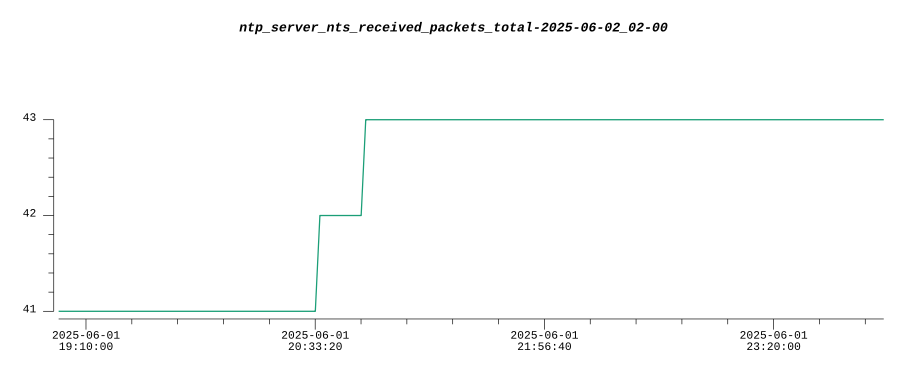 ntp_server_nts_received_packets_total-2025-06-02_02-00
43
42
41
2025-06-01 2025-06-01 2025-06-01 2025-06-01
19:10:00 20:33:20 21:56:40 23:20:00